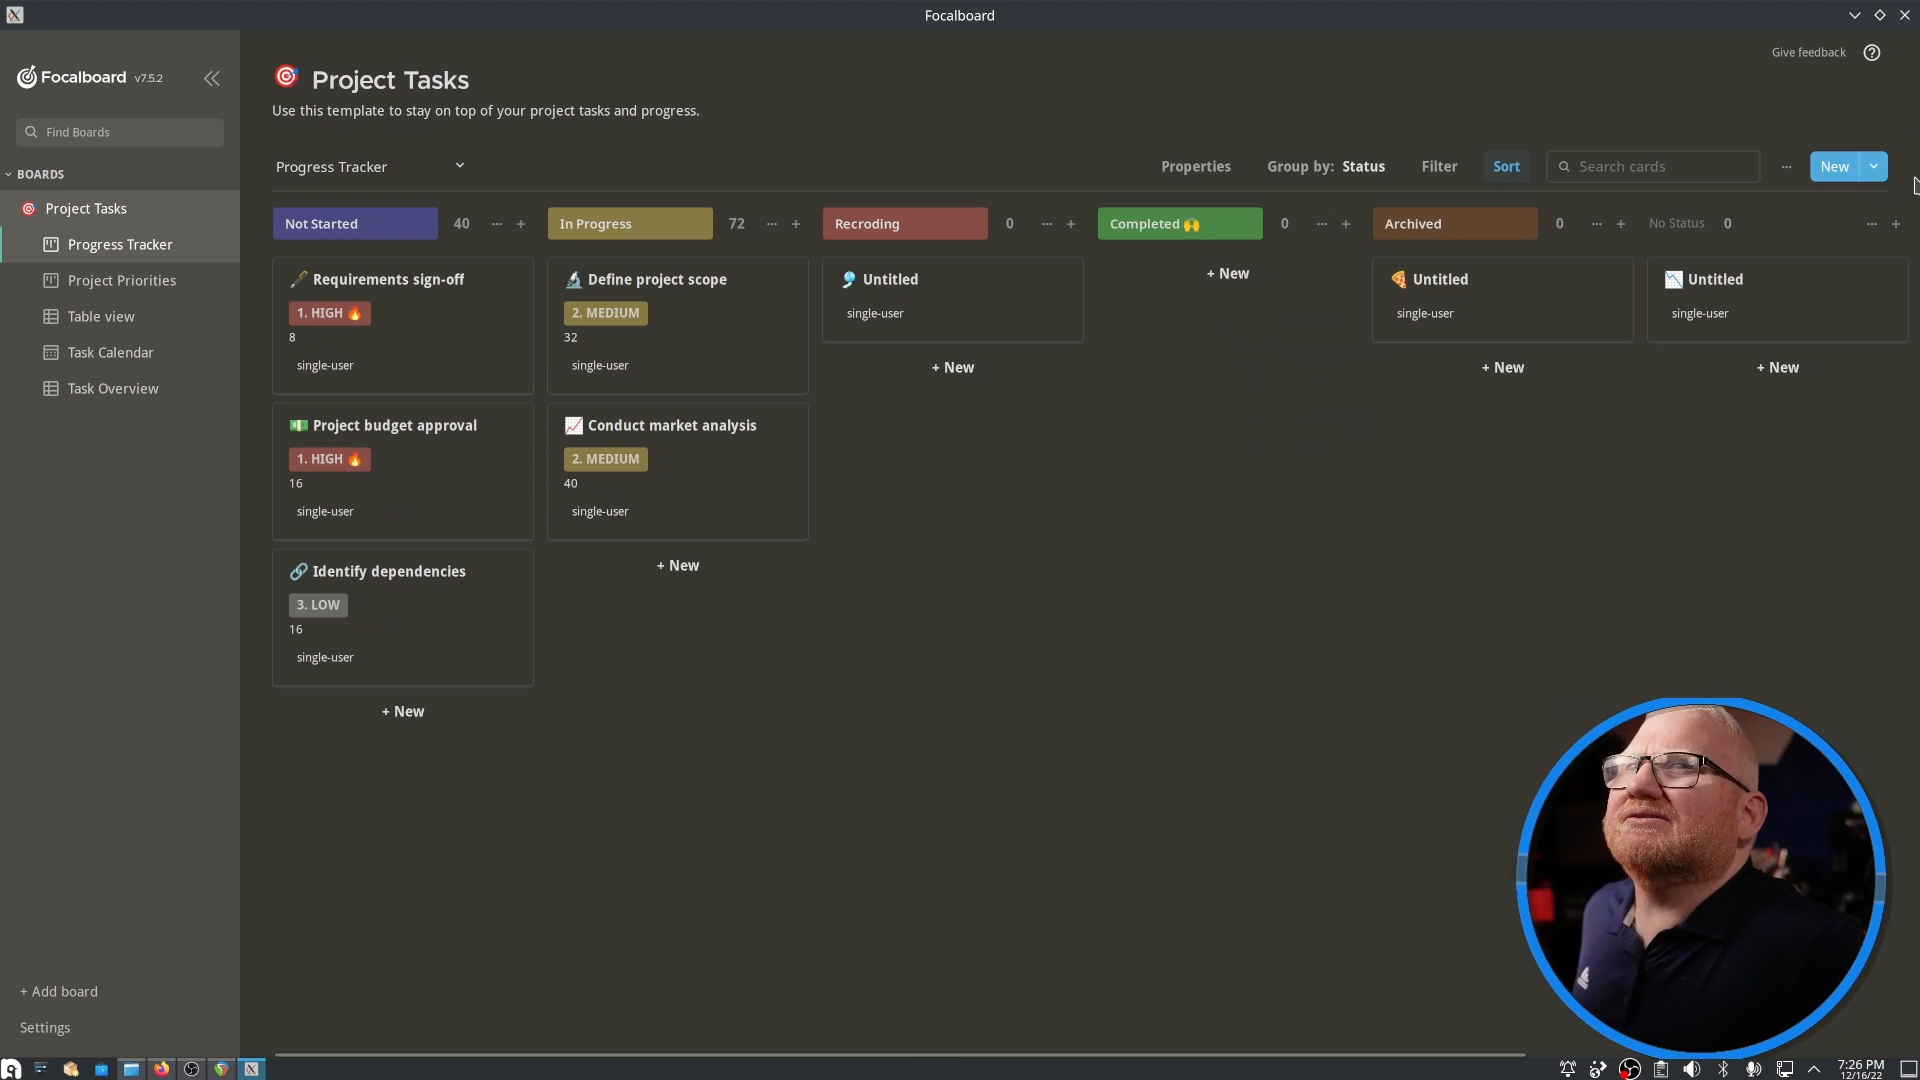 Focalboard
Focalboard v7.5.2
Find Boards
BOARDS
Project Tasks
Progress Tracker
Project Priorities
Table view
Task Calendar
Task Overview
+ Add board
Settings
Give feedback
Project Tasks
Use this template to stay on top of your project tasks and progress.
Progress Tracker
Properties
Group by: Status
Filter
Sort
Search cards
New
Not Started 40
Requirements sign-off
1. HIGH 🔥
8
single-user
Project budget approval
1. HIGH 🔥
16
single-user
Identify dependencies
3. LOW
16
single-user
+ New
In Progress 72
Define project scope
2. MEDIUM
32
single-user
Conduct market analysis
2. MEDIUM
40
single-user
+ New
Recroding 0
Untitled
single-user
+ New
Completed 🙌 0
+ New
Archived 0
Untitled
single-user
+ New
No Status 0
Untitled
single-user
+ New
7:26 PM
12/16/22